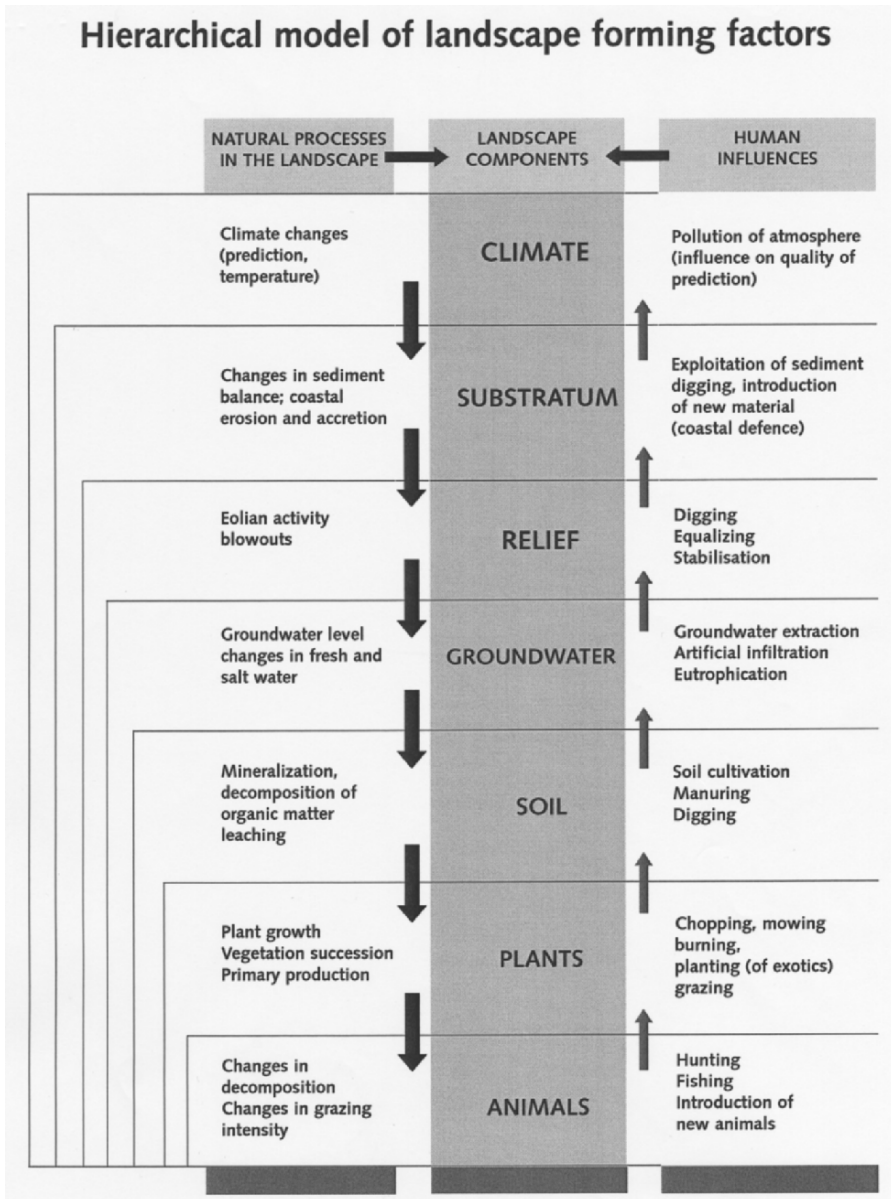 Hierarchical model of landscape forming factors
NATURAL PROCESSES
IN THE LANDSCAPE
LANDSCAPE
COMPONENTS
HUMAN
INFLUENCES
Climate changes
(prediction,
temperature)
CLIMATE
Pollution of atmosphere
(influence on quality of
prediction)
Changes in sediment
balance; coastal
erosion and accretion
SUBSTRATUM
Exploitation of sediment
digging, introduction
of new material
(coastal defence)
Eolian activity
blowouts
RELIEF
Digging
Equalizing
Stabilisation
Groundwater level
changes in fresh and
salt water
GROUNDWATER
Groundwater extraction
Artificial infiltration
Eutrophication
Mineralization,
decomposition of
organic matter
leaching
SOIL
Soil cultivation
Manuring
Digging
Plant growth
Vegetation succession
Primary production
PLANTS
Chopping, mowing
burning,
planting (of exotics)
grazing
Changes in
decomposition
Changes in grazing
intensity
ANIMALS
Hunting
Fishing
Introduction of
new animals